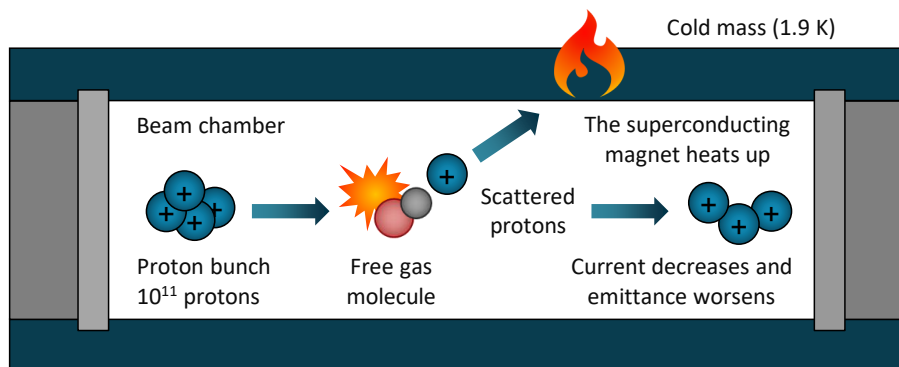 Cold mass (1.9 K)
Beam chamber
The superconducting
magnet heats up
+
+ + + +
Scattered
protons
+ + +
Proton bunch
10¹¹ protons
Free gas
molecule
Current decreases and
emittance worsens